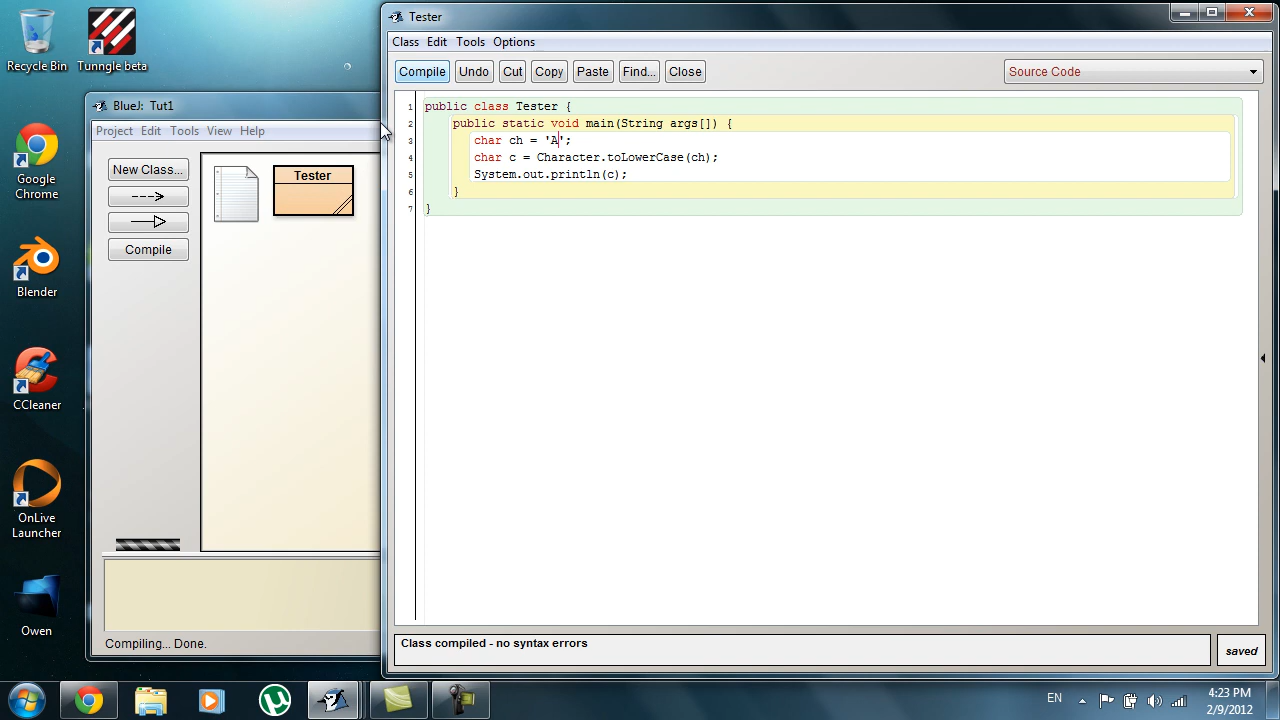 Recycle Bin
Tunngle beta
Google
Chrome
Blender
CCleaner
OnLive
Launcher
Owen
BlueJ: Tut1
Project Edit Tools View Help
New Class...
Compile
Tester
Compiling... Done.
Tester
Class Edit Tools Options
Compile Undo Cut Copy Paste Find... Close
Source Code
1 public class Tester {
2 public static void main(String args[]) {
3 char ch = 'A';
4 char c = Character.toLowerCase(ch);
5 System.out.println(c);
6 }
7 }
Class compiled - no syntax errors
saved
EN
4:23 PM
2/9/2012